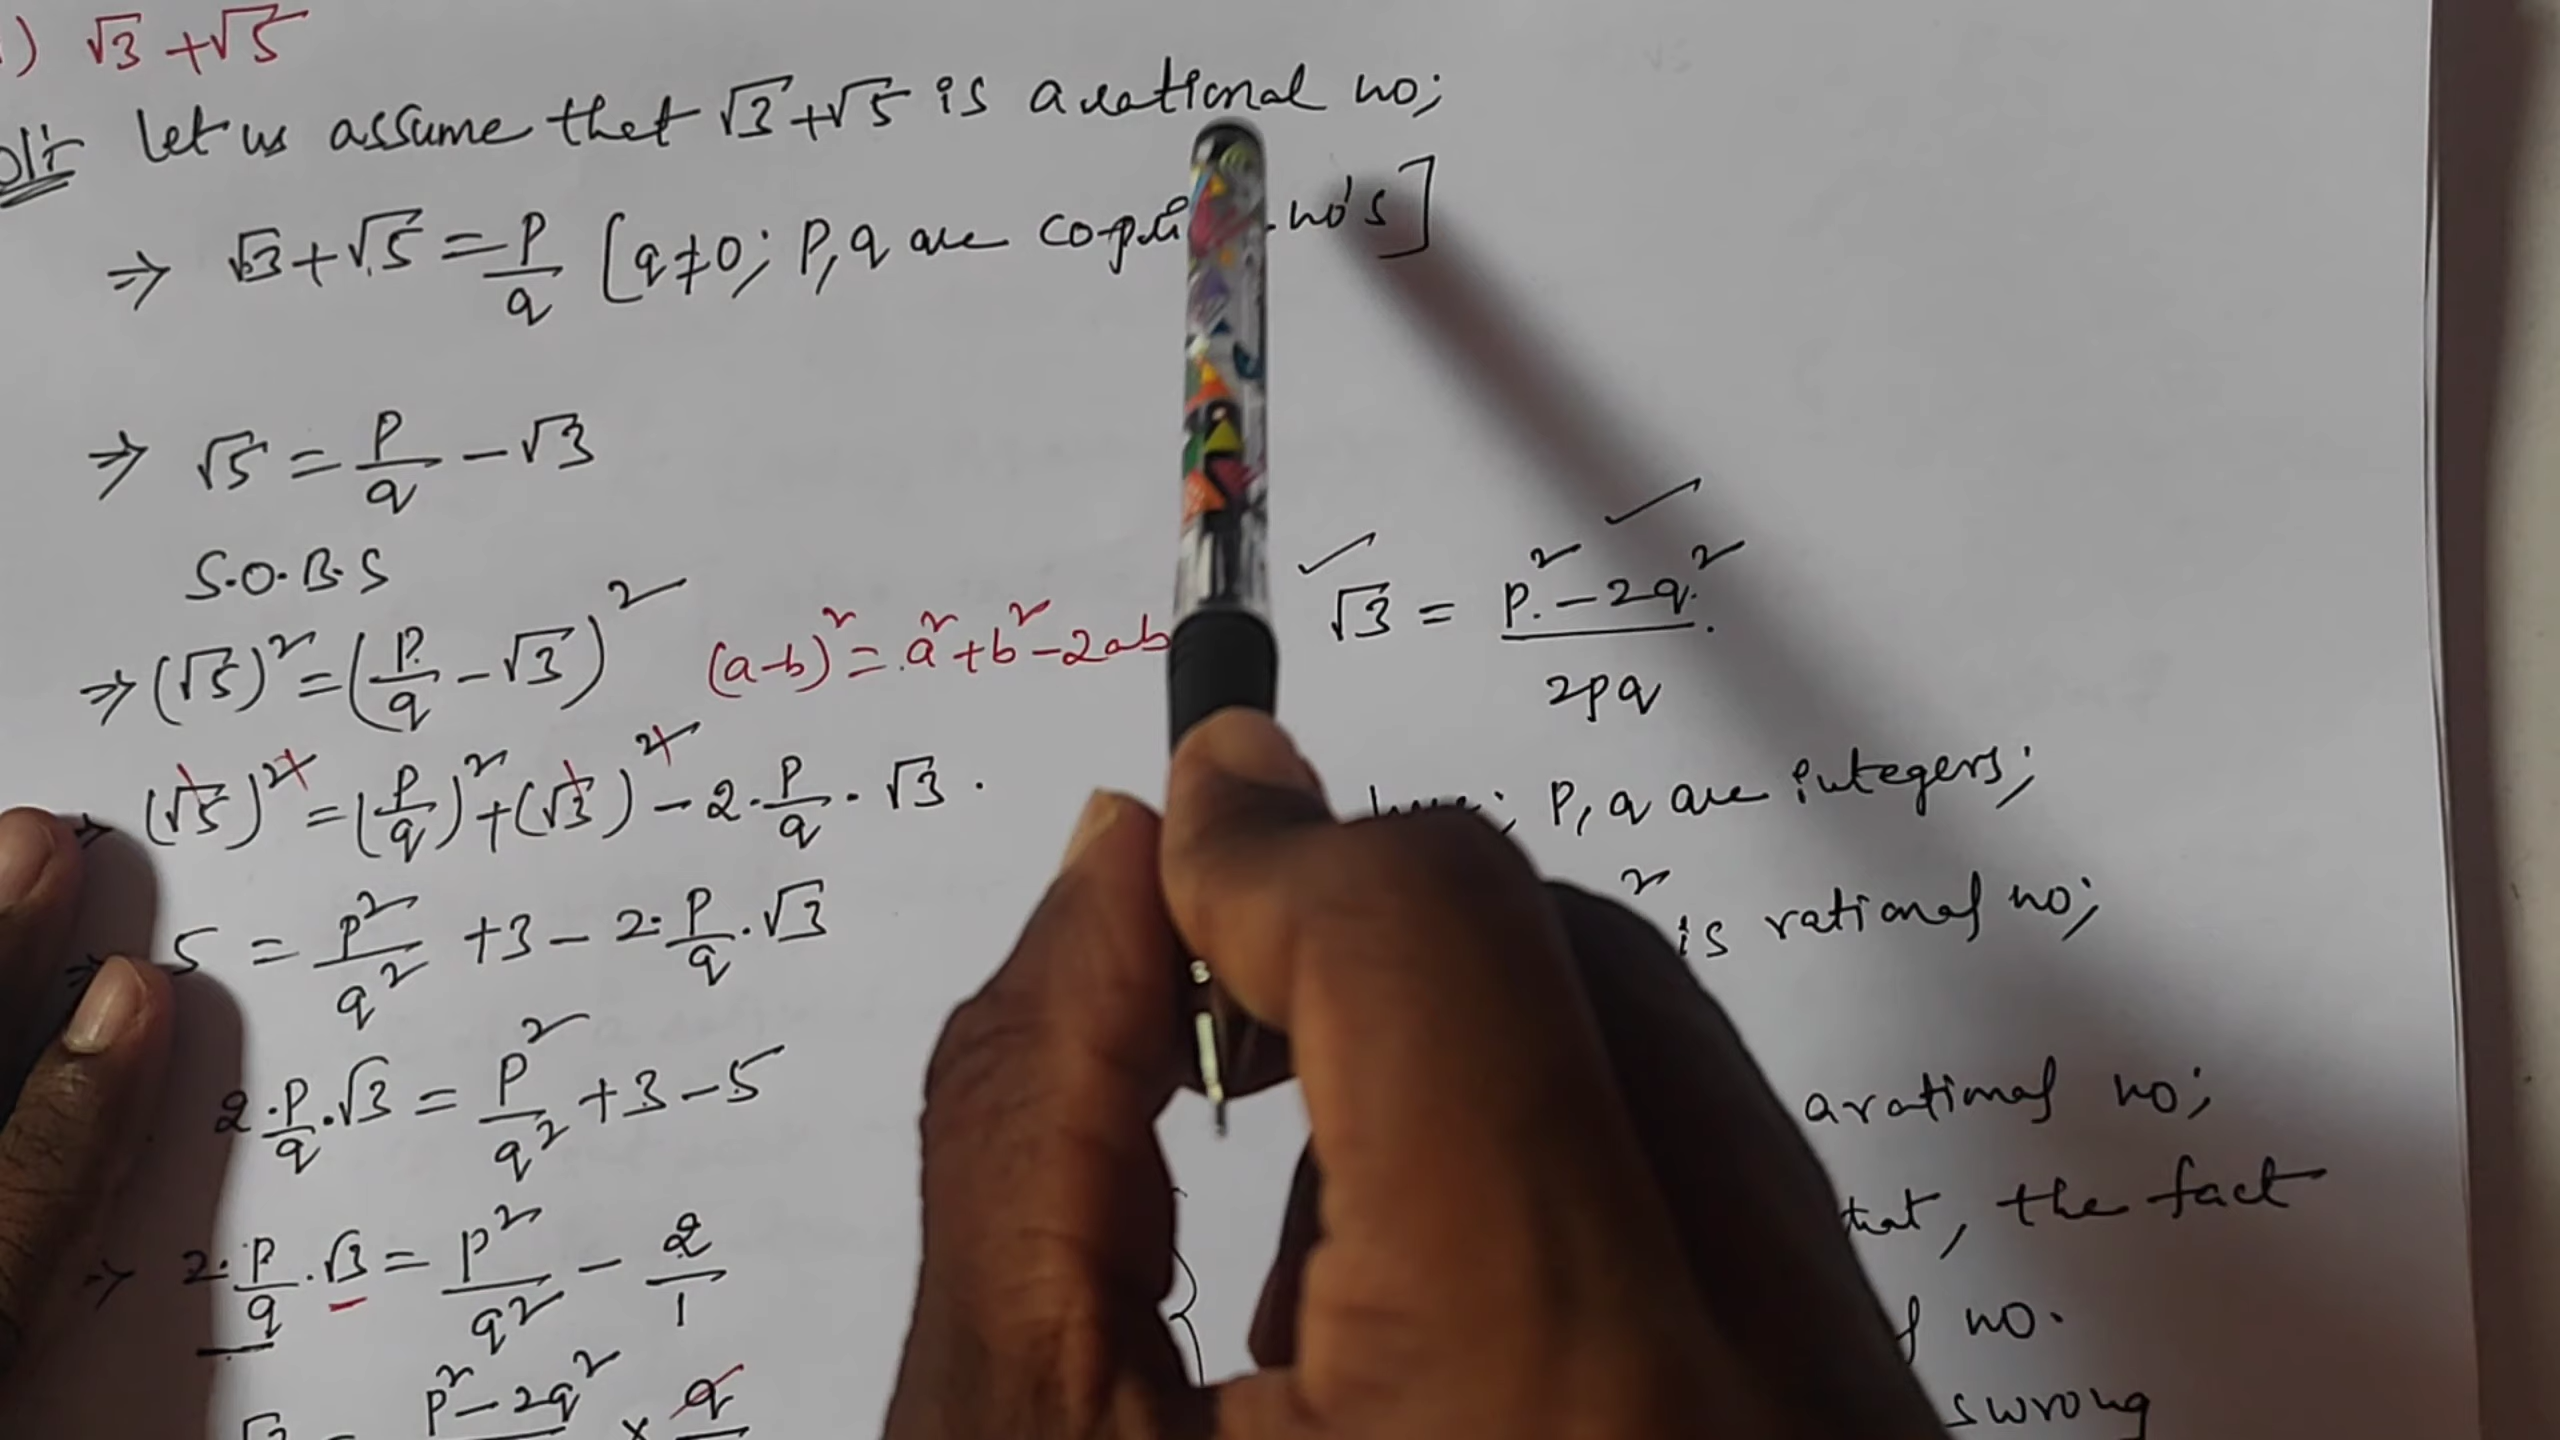 ) √3+√5
Let us assume that √3+√5 is a rational no;
⇒ √3+√5 = p/q [q≠0; P,q are no's]
⇒ √5 = p/q - √3
S.O.B.S
⇒ (√5)² = (p/q - √3)² (a-b)² = a²+b²-2ab
⇒ (√5)² = (p/q)² + (√3)² - 2·p/q·√3.
⇒ 5 = p²/q² +3 - 2·p/q·√3
2·p/q·√3 = p²/q² +3-5
⇒ 2·p/q·√3 = p²/q² - 2/1
p²-2q² × q
√3 = p²-2q²/2pq
P, q are integers;
is rational no;
a rational no;
that, the fact
no.
wrong